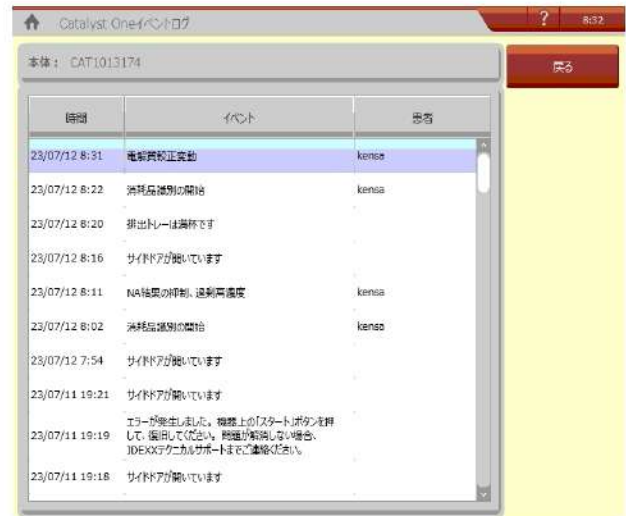 Catalyst Oneイベントログ
? 8:32
本体： CAT1013174
戻る
時間 イベント 患者
23/07/12 8:31 電解質較正変動 kensa
23/07/12 8:22 消耗品識別の開始 kensa
23/07/12 8:20 排出トレーは満杯です
23/07/12 8:16 サイドドアが開いています
23/07/12 8:11 NA結果の抑制、過剰高濃度 kensa
23/07/12 8:02 消耗品識別の開始 kensa
23/07/12 7:54 サイドドアが開いています
23/07/11 19:21 サイドドアが開いています
エラーが発生しました。機器上の「スタート」ボタンを押
23/07/11 19:19 して、復旧してください。問題が解消しない場合、
IDEXXテクニカルサポートまでご連絡ください。
23/07/11 19:18 サイドドアが開いています